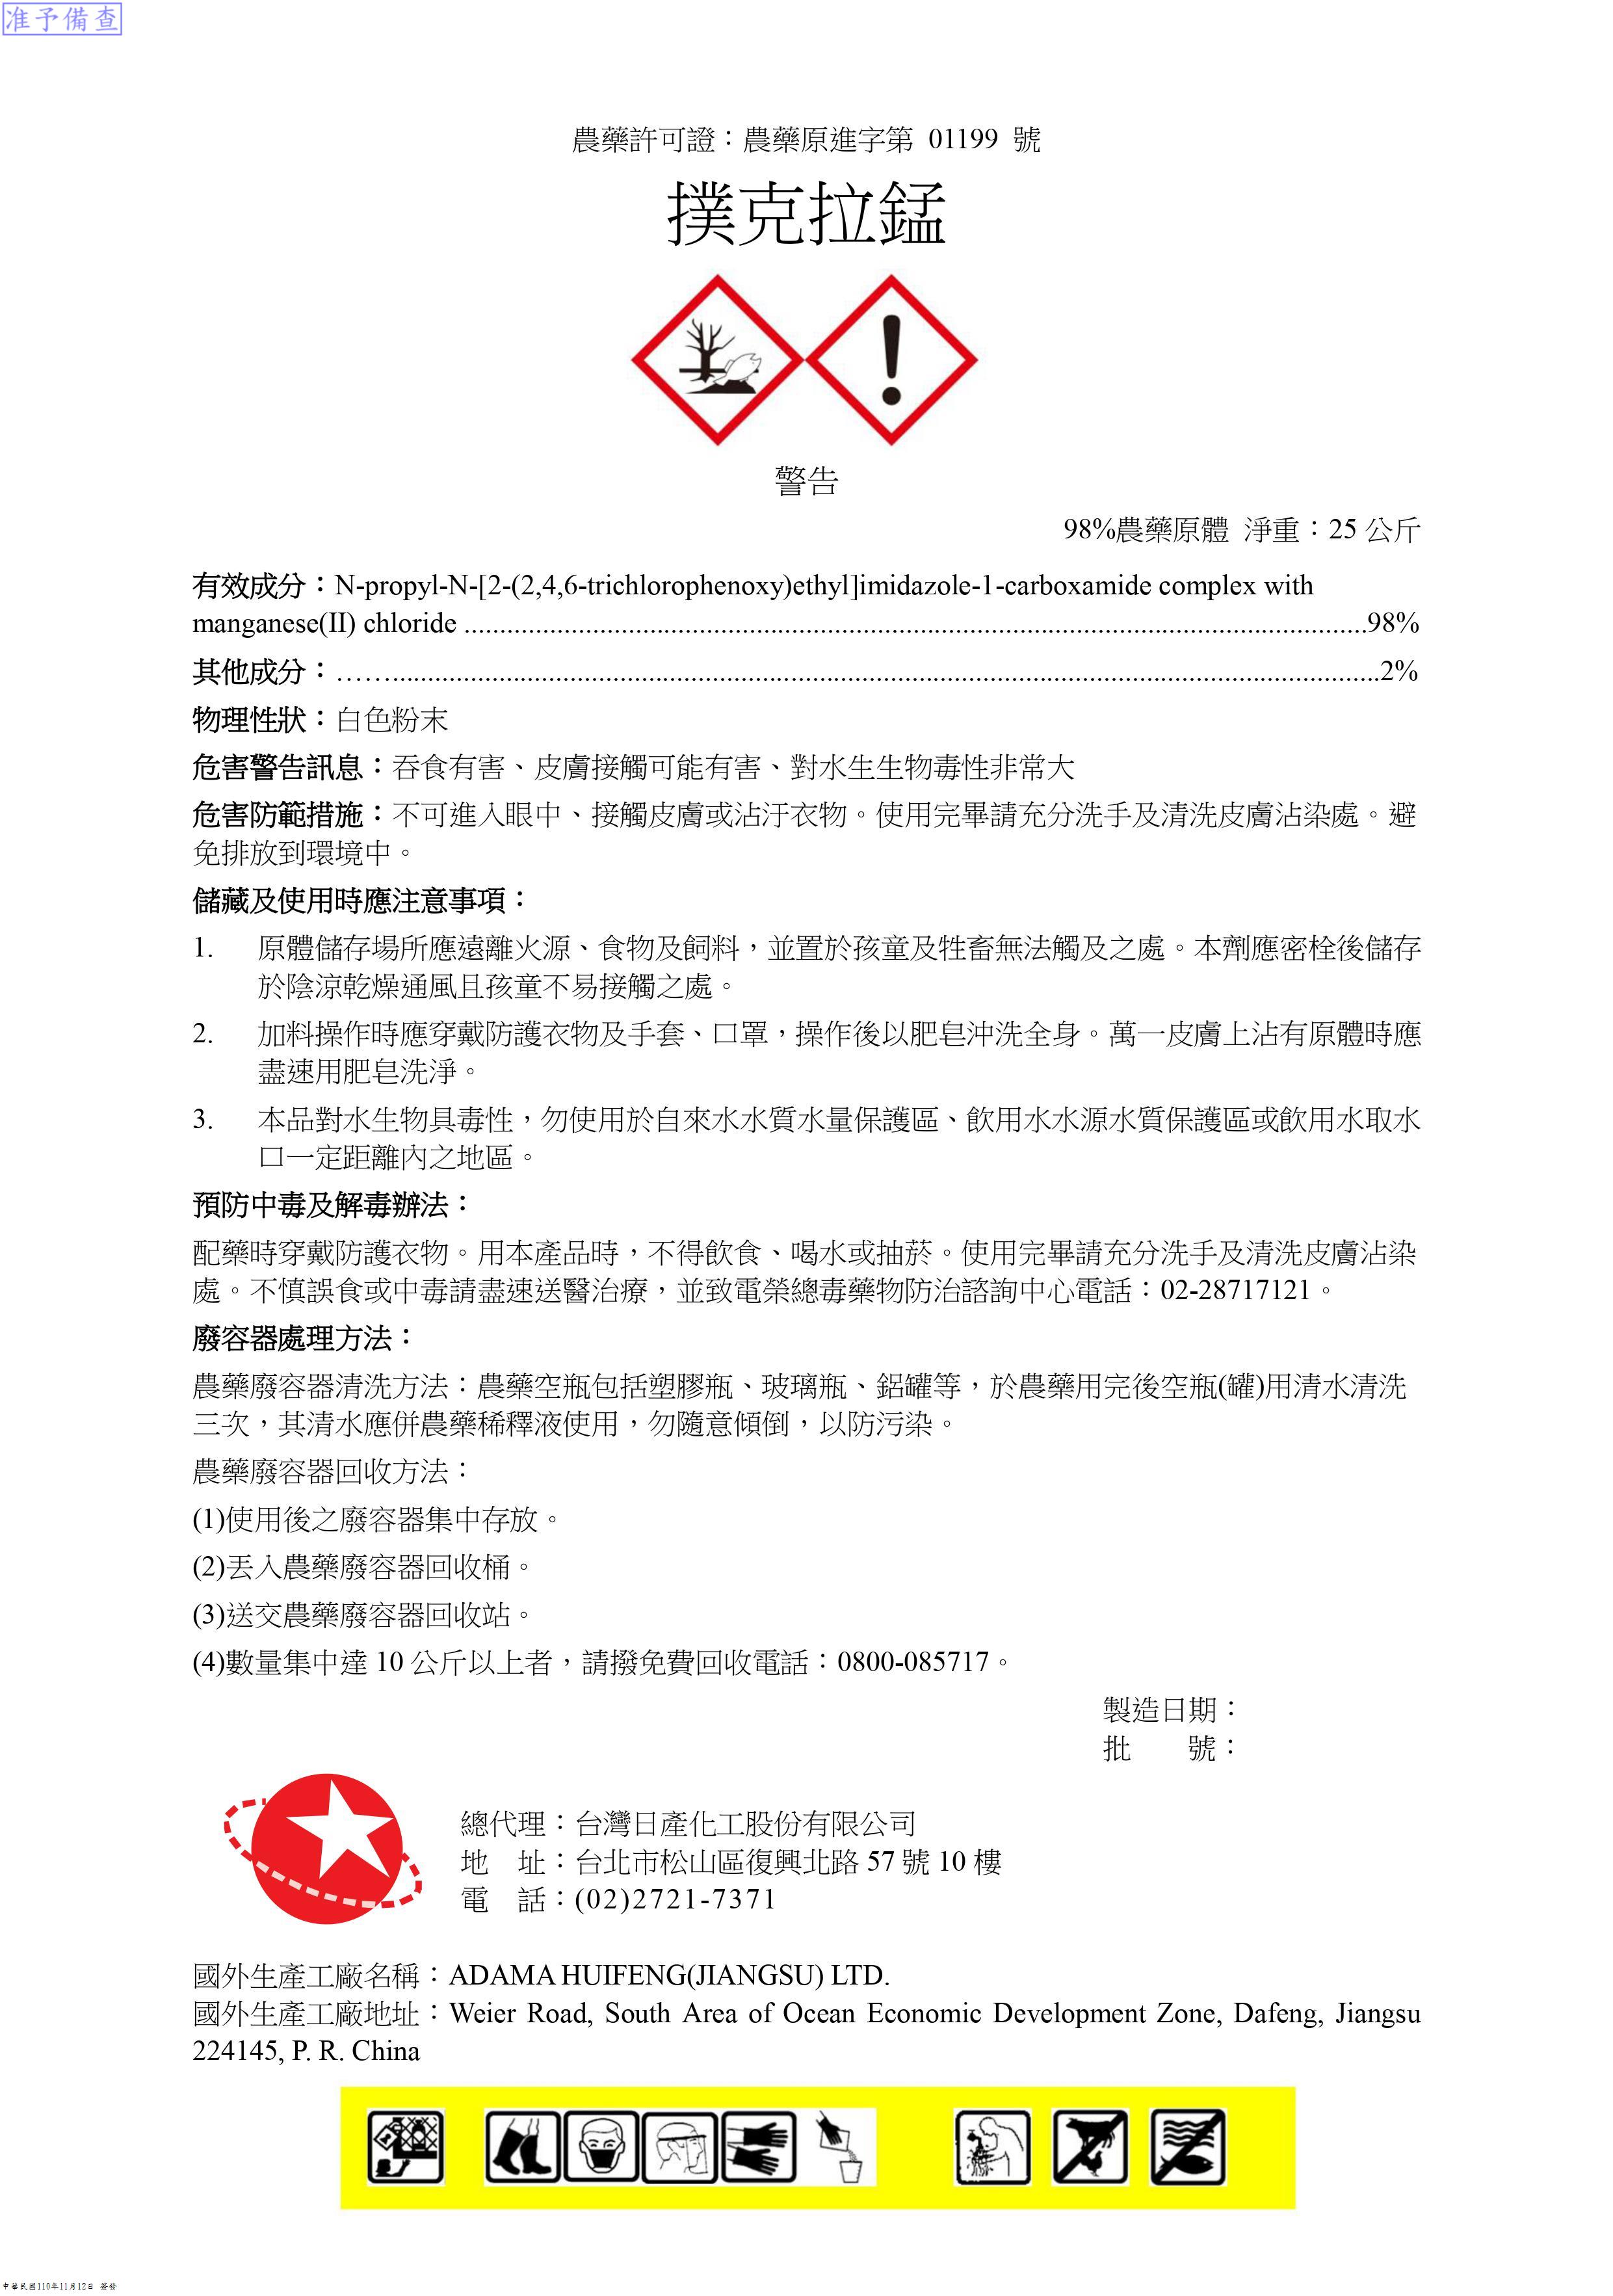 准予備查
農藥許可證：農藥原進字第 01199 號
撲克拉錳
警告
98%農藥原體 淨重：25 公斤
有效成分：N-propyl-N-[2-(2,4,6-trichlorophenoxy)ethyl]imidazole-1-carboxamide complex with
manganese(II) chloride ........................................................................................................................98%
其他成分：…….......................................................................................................................................2%
物理性狀：白色粉末
危害警告訊息：吞食有害、皮膚接觸可能有害、對水生生物毒性非常大
危害防範措施：不可進入眼中、接觸皮膚或沾汙衣物。使用完畢請充分洗手及清洗皮膚沾染處。避
免排放到環境中。
儲藏及使用時應注意事項：
1. 原體儲存場所應遠離火源、食物及飼料，並置於孩童及牲畜無法觸及之處。本劑應密栓後儲存
於陰涼乾燥通風且孩童不易接觸之處。
2. 加料操作時應穿戴防護衣物及手套、口罩，操作後以肥皂沖洗全身。萬一皮膚上沾有原體時應
盡速用肥皂洗淨。
3. 本品對水生物具毒性，勿使用於自來水水質水量保護區、飲用水水源水質保護區或飲用水取水
口一定距離內之地區。
預防中毒及解毒辦法：
配藥時穿戴防護衣物。用本產品時，不得飲食、喝水或抽菸。使用完畢請充分洗手及清洗皮膚沾染
處。不慎誤食或中毒請盡速送醫治療，並致電榮總毒藥物防治諮詢中心電話：02-28717121。
廢容器處理方法：
農藥廢容器清洗方法：農藥空瓶包括塑膠瓶、玻璃瓶、鋁罐等，於農藥用完後空瓶(罐)用清水清洗
三次，其清水應併農藥稀釋液使用，勿隨意傾倒，以防污染。
農藥廢容器回收方法：
(1)使用後之廢容器集中存放。
(2)丟入農藥廢容器回收桶。
(3)送交農藥廢容器回收站。
(4)數量集中達 10 公斤以上者，請撥免費回收電話：0800-085717。
製造日期：
批　　號：
總代理：台灣日產化工股份有限公司
地　址：台北市松山區復興北路 57 號 10 樓
電　話：(02)2721-7371
國外生產工廠名稱：ADAMA HUIFENG(JIANGSU) LTD.
國外生產工廠地址：Weier Road, South Area of Ocean Economic Development Zone, Dafeng, Jiangsu
224145, P. R. China
中華民國110年11月12日 簽發